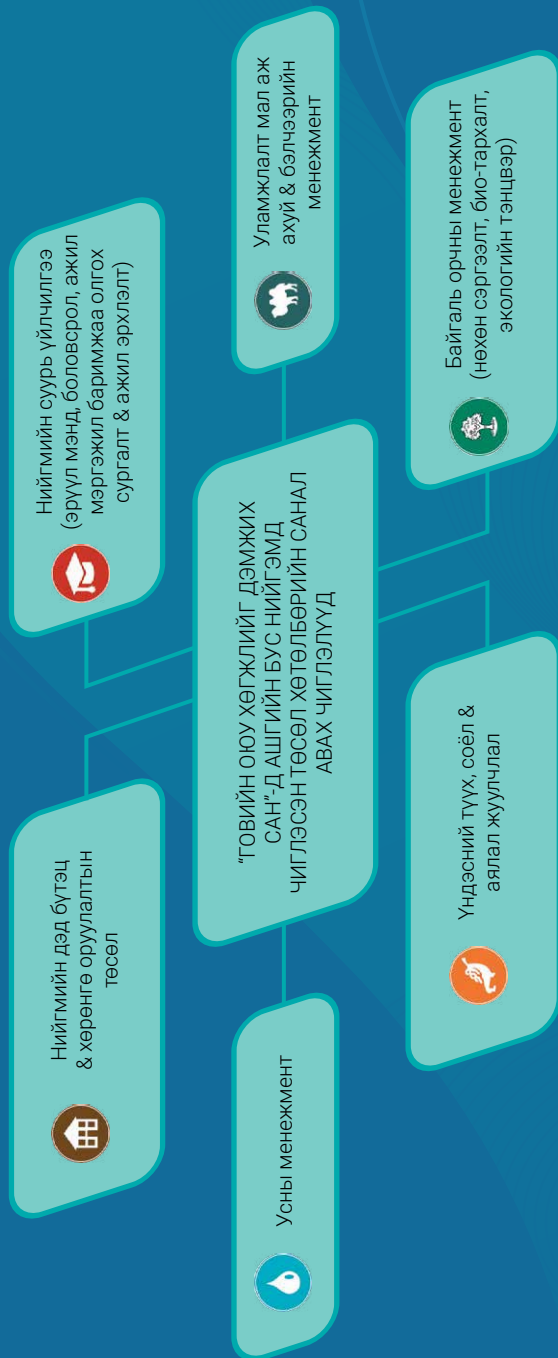 Нийгмийн дэд бүтэц
& хөрөнгө оруулалтын
төсөл
Нийгмийн суурь үйлчилгээ
(эрүүл мэнд, боловсрол, ажил
мэргэжил баримжаа олгох
сургалт & ажил эрхлэлт)
Усны менежмент
"ГОВИЙН ОЮУ ХӨГЖЛИЙГ ДЭМЖИХ
САН"-Д АШГИЙН БУС НИЙГЭМД
ЧИГЛЭСЭН ТӨСӨЛ ХӨТӨЛБӨРИЙН САНАЛ
АВАХ ЧИГЛЭЛҮҮД
Уламжлалт мал аж
ахуй & бэлчээрийн
менежмент
Үндэсний түүх, соёл &
аялал жуулчлал
Байгаль орчны менежмент
(нөхөн сэргээлт, био-тархалт,
экологийн тэнцвэр)